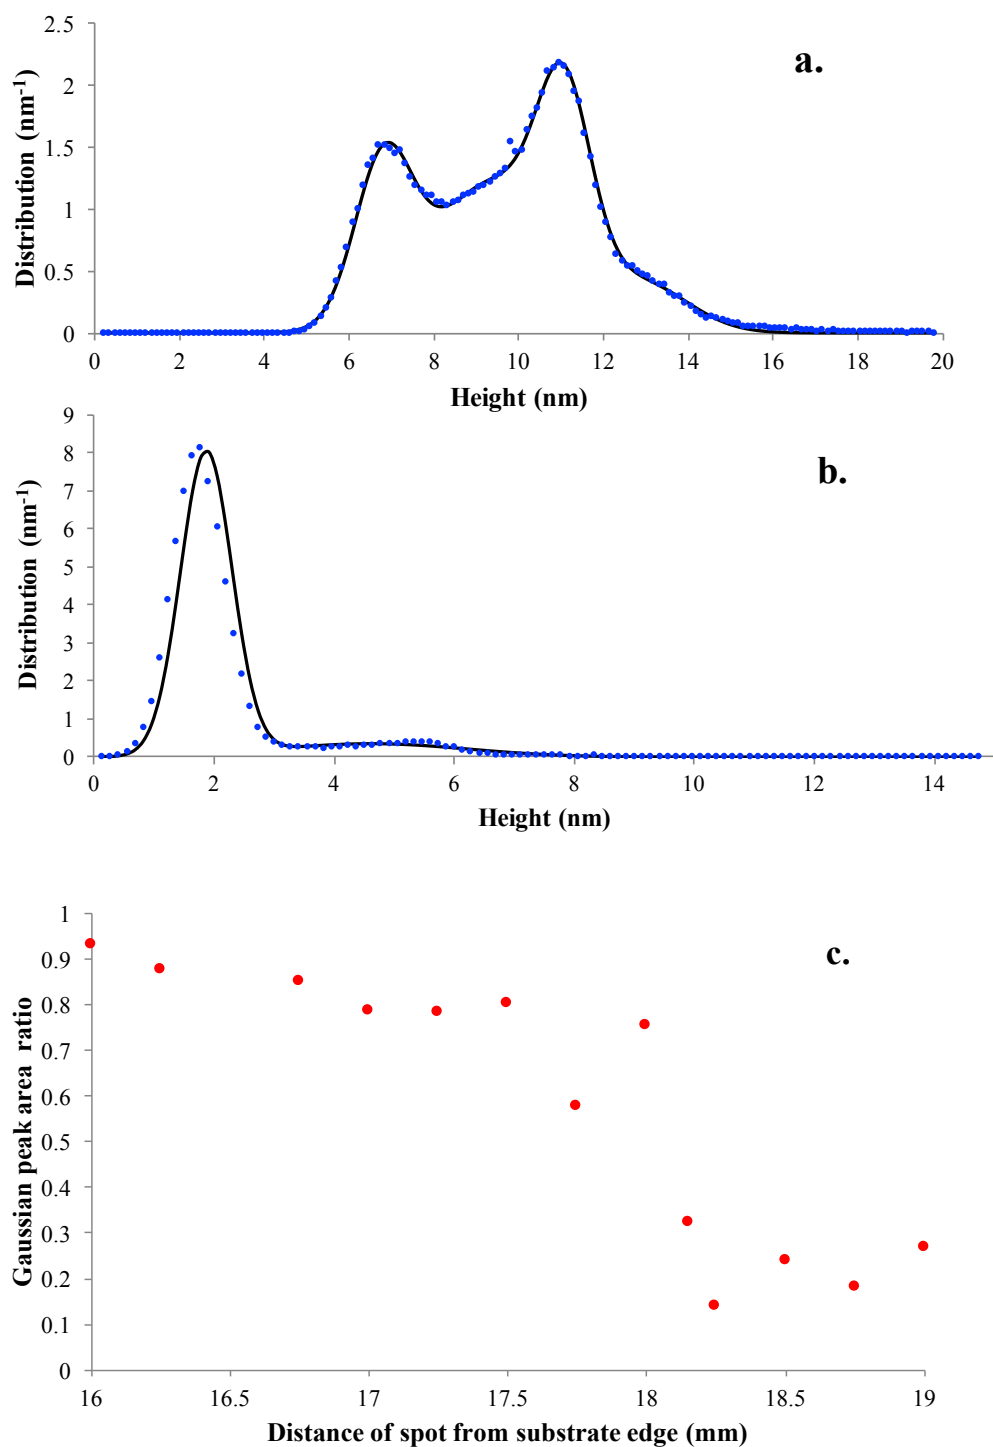 2.5
2
1.5
1
0.5
0
Distribution (nm-1)
a.
0 2 4 6 8 10 12 14 16 18 20
Height (nm)
9
8
7
6
5
4
3
2
1
0
Distribution (nm-1)
b.
0 2 4 6 8 10 12 14
Height (nm)
1
0.9
0.8
0.7
0.6
0.5
0.4
0.3
0.2
0.1
0
Gaussian peak area ratio
c.
16 16.5 17 17.5 18 18.5 19
Distance of spot from substrate edge (mm)